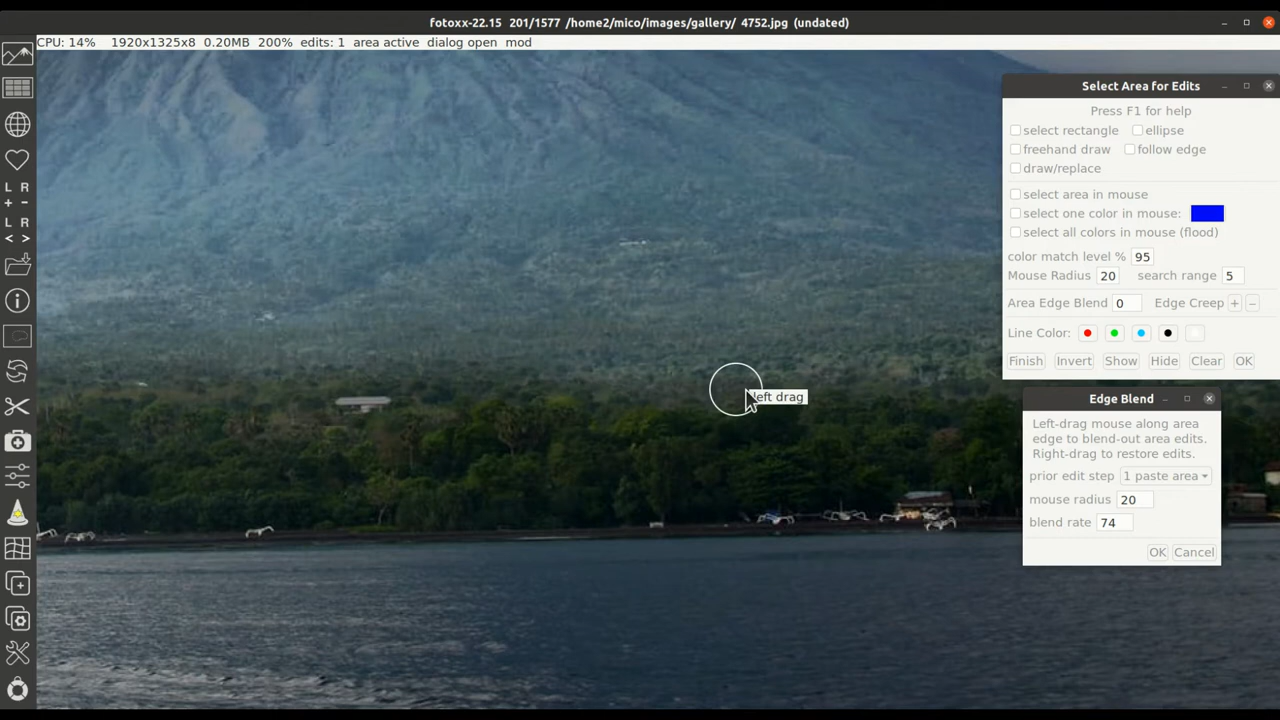 fotoxx-22.15 201/1577 /home2/mico/images/gallery/ 4752.jpg (undated)
CPU: 14% 1920x1325x8 0.20MB 200% edits: 1 area active dialog open mod
L R
+ -
L R
< >
left drag
Select Area for Edits
Press F1 for help
select rectangle ellipse
freehand draw follow edge
draw/replace
select area in mouse
select one color in mouse:
select all colors in mouse (flood)
color match level % 95
Mouse Radius 20 search range 5
Area Edge Blend 0 Edge Creep + -
Line Color:
Finish Invert Show Hide Clear OK
Edge Blend
Left-drag mouse along area
edge to blend-out area edits.
Right-drag to restore edits.
prior edit step 1 paste area
mouse radius 20
blend rate 74
OK Cancel